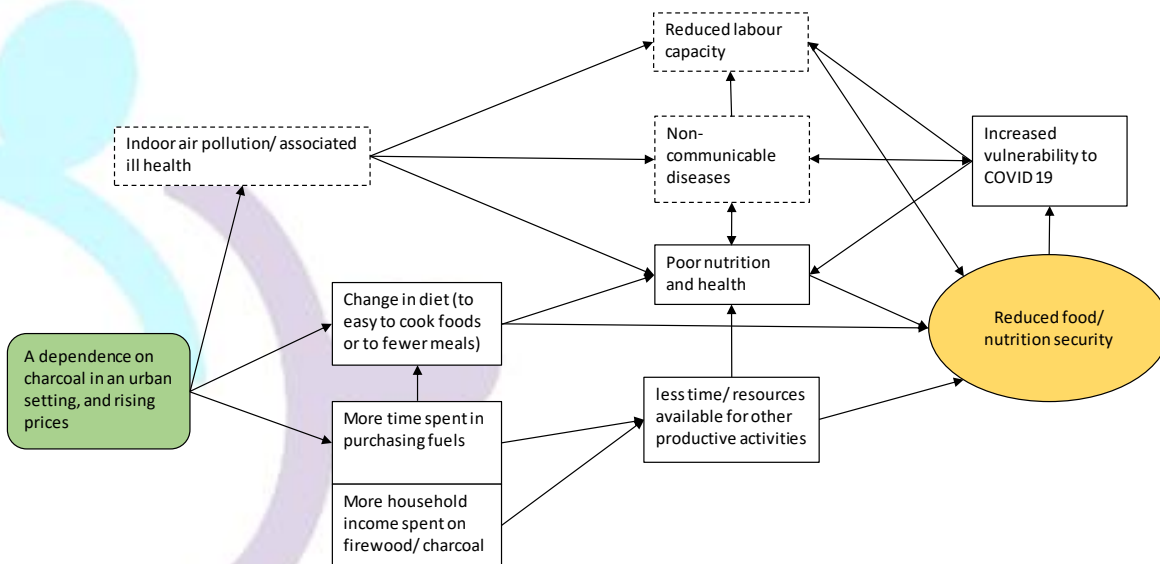 Reduced labour
capacity
Indoor air pollution/ associated
ill health
Non-
communicable
diseases
Increased
vulnerability to
COVID 19
Poor nutrition
and health
Change in diet (to
easy to cook foods
or to fewer meals)
Reduced food/
nutrition security
A dependence on
charcoal in an urban
setting, and rising
prices
less time/ resources
available for other
productive activities
More time spent in
purchasing fuels
More household
income spent on
firewood/ charcoal